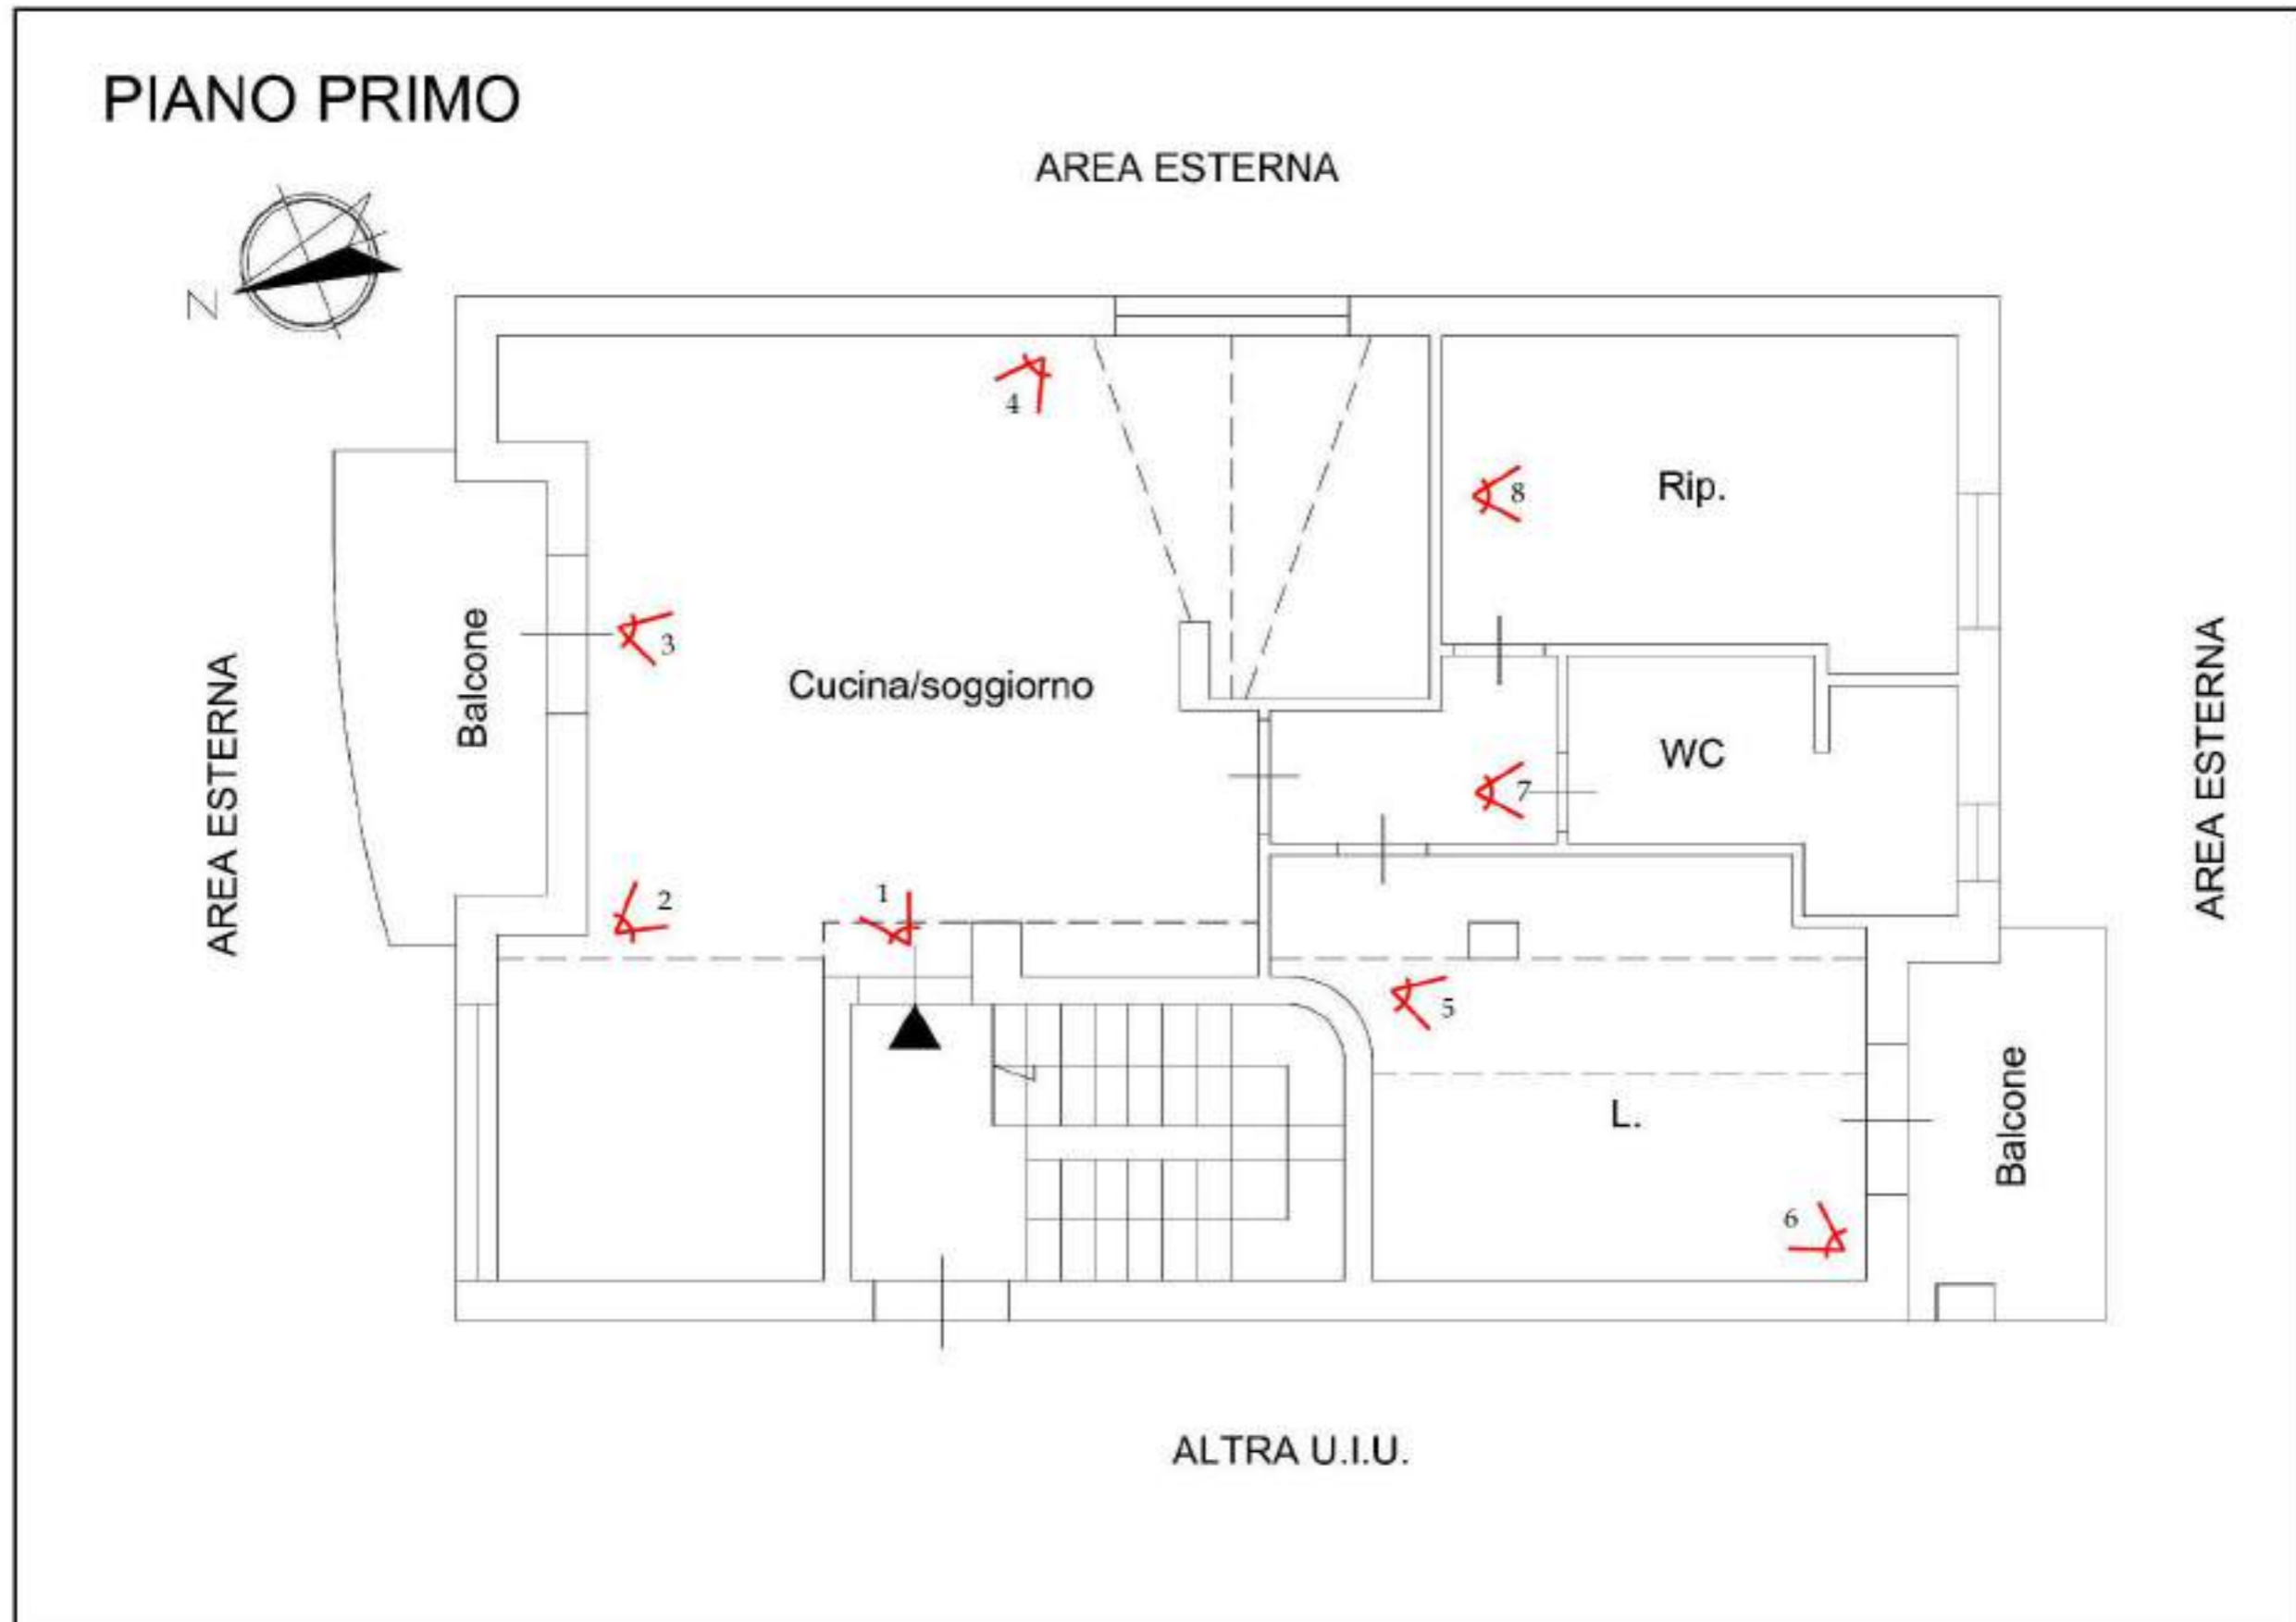 PIANO PRIMO
AREA ESTERNA
N
4
8
Rip.
3
Balcone
Cucina/soggiorno
AREA ESTERNA
AREA ESTERNA
WC
7
1
2
5
L.
Balcone
6
ALTRA U.I.U.